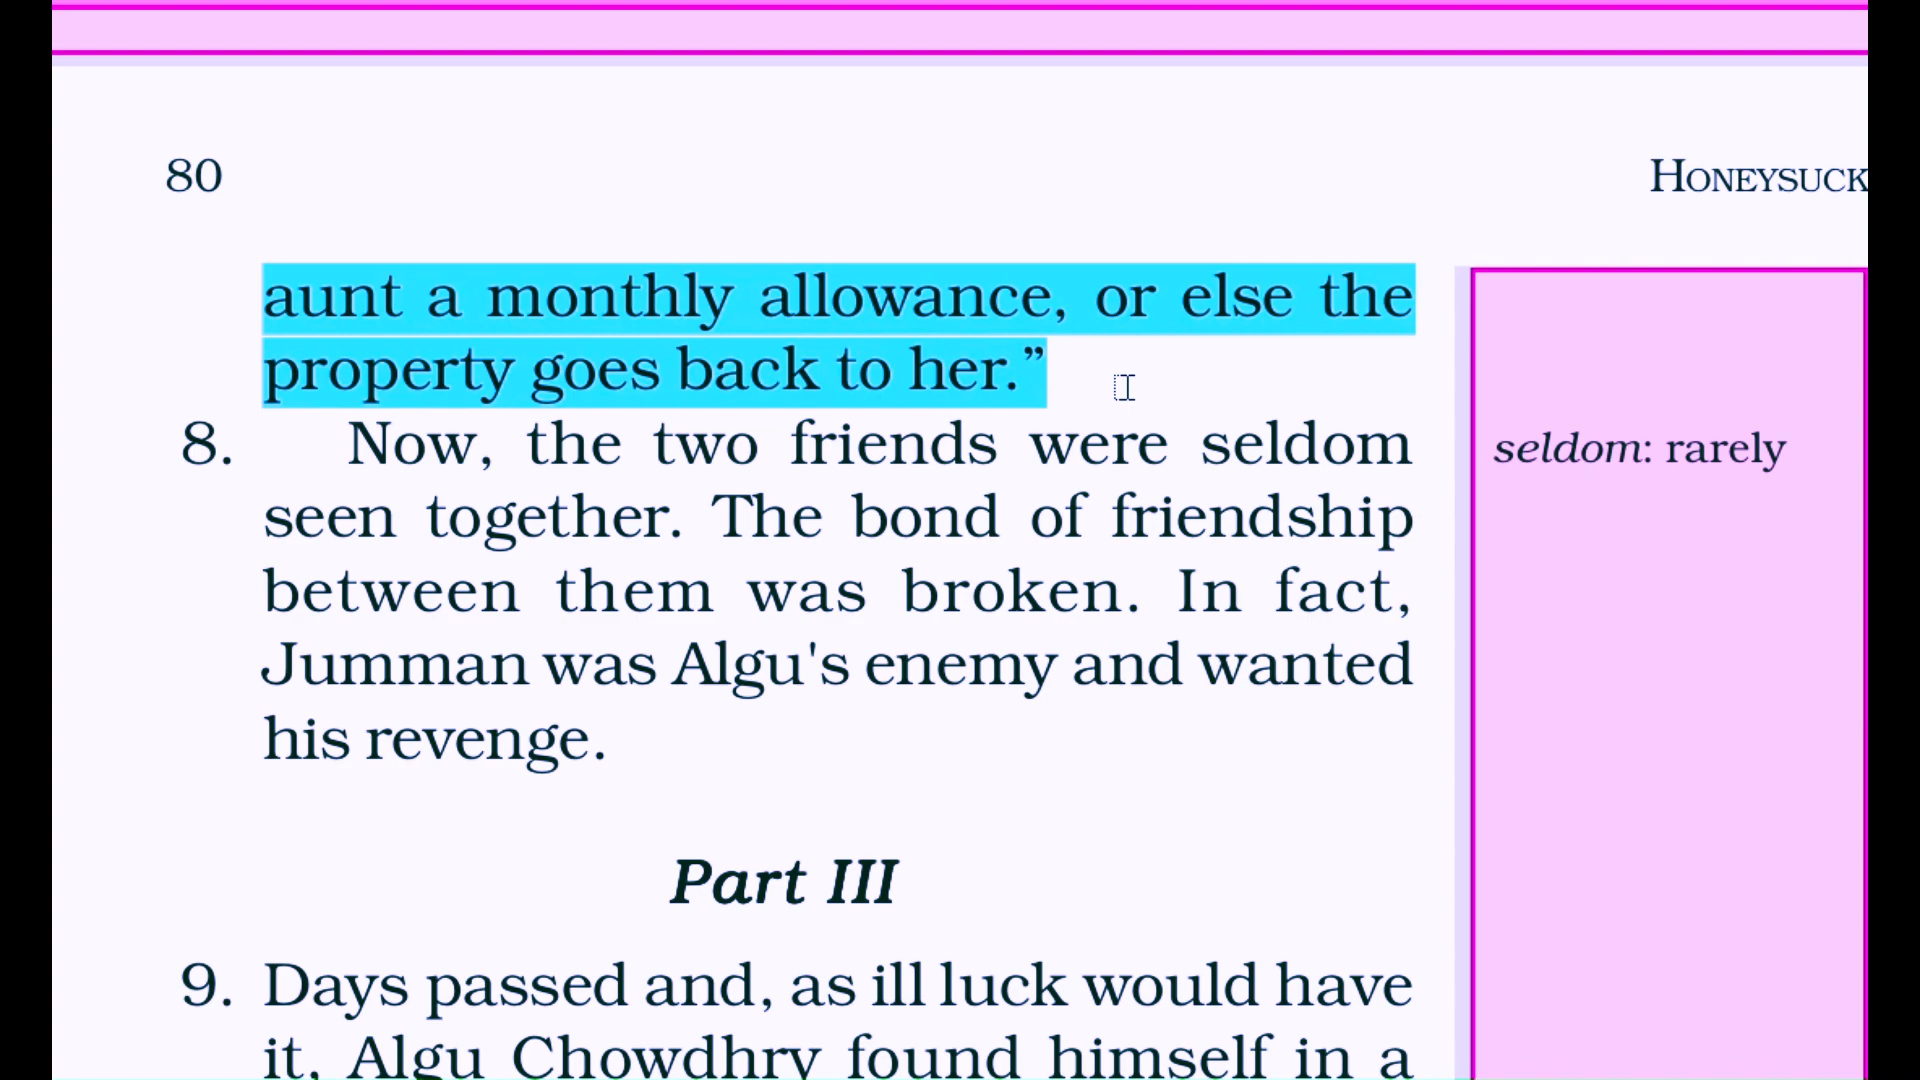 80
HONEYSUCK
aunt a monthly allowance, or else the
property goes back to her.”
8. Now, the two friends were seldom
seldom: rarely
seen together. The bond of friendship
between them was broken. In fact,
Jumman was Algu's enemy and wanted
his revenge.
Part III
9. Days passed and, as ill luck would have
it, Algu Chowdhry found himself in a